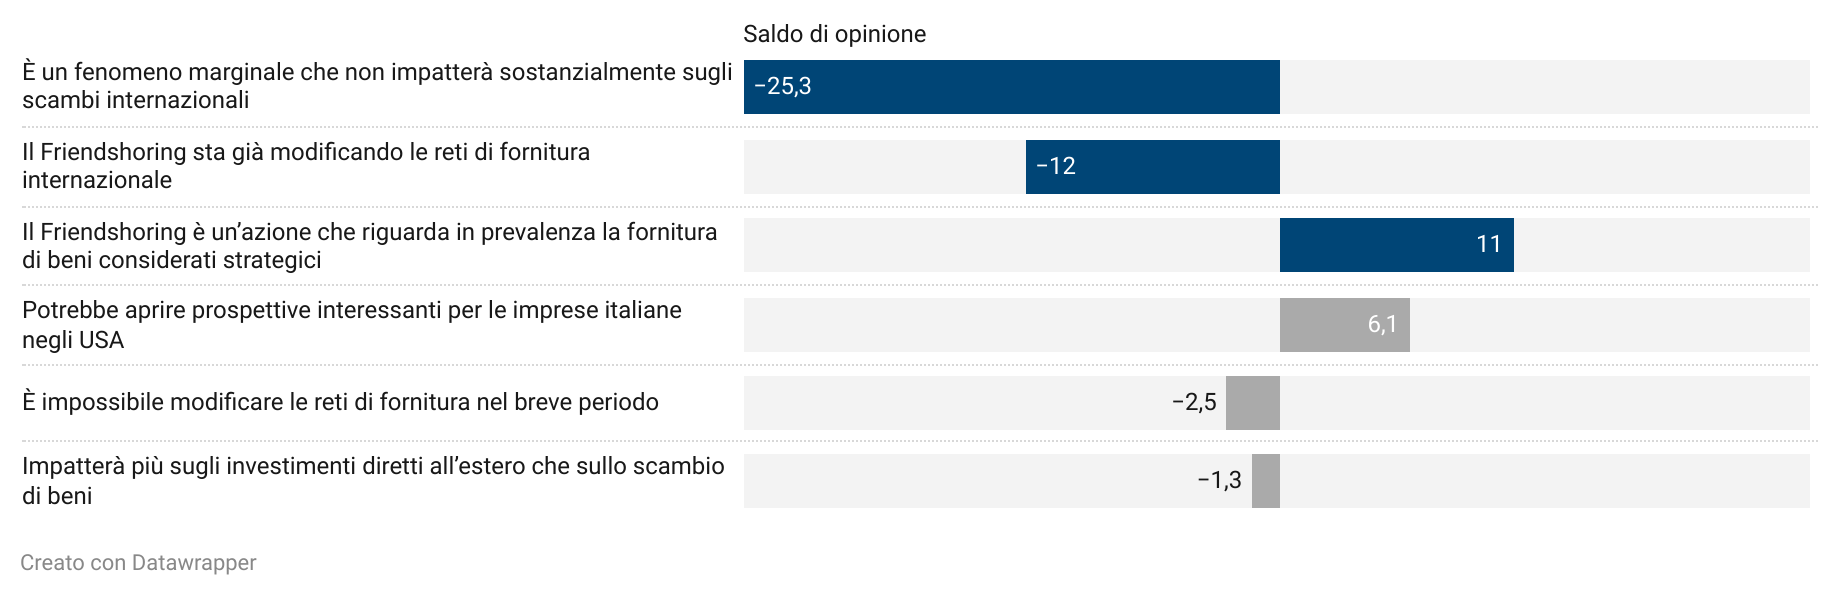 Saldo di opinione
È un fenomeno marginale che non impatterà sostanzialmente sugli
scambi internazionali
−25,3
Il Friendshoring sta già modificando le reti di fornitura
internazionale
−12
Il Friendshoring è un’azione che riguarda in prevalenza la fornitura
di beni considerati strategici
11
Potrebbe aprire prospettive interessanti per le imprese italiane
negli USA
6,1
È impossibile modificare le reti di fornitura nel breve periodo
−2,5
Impatterà più sugli investimenti diretti all’estero che sullo scambio
di beni
−1,3
Creato con Datawrapper